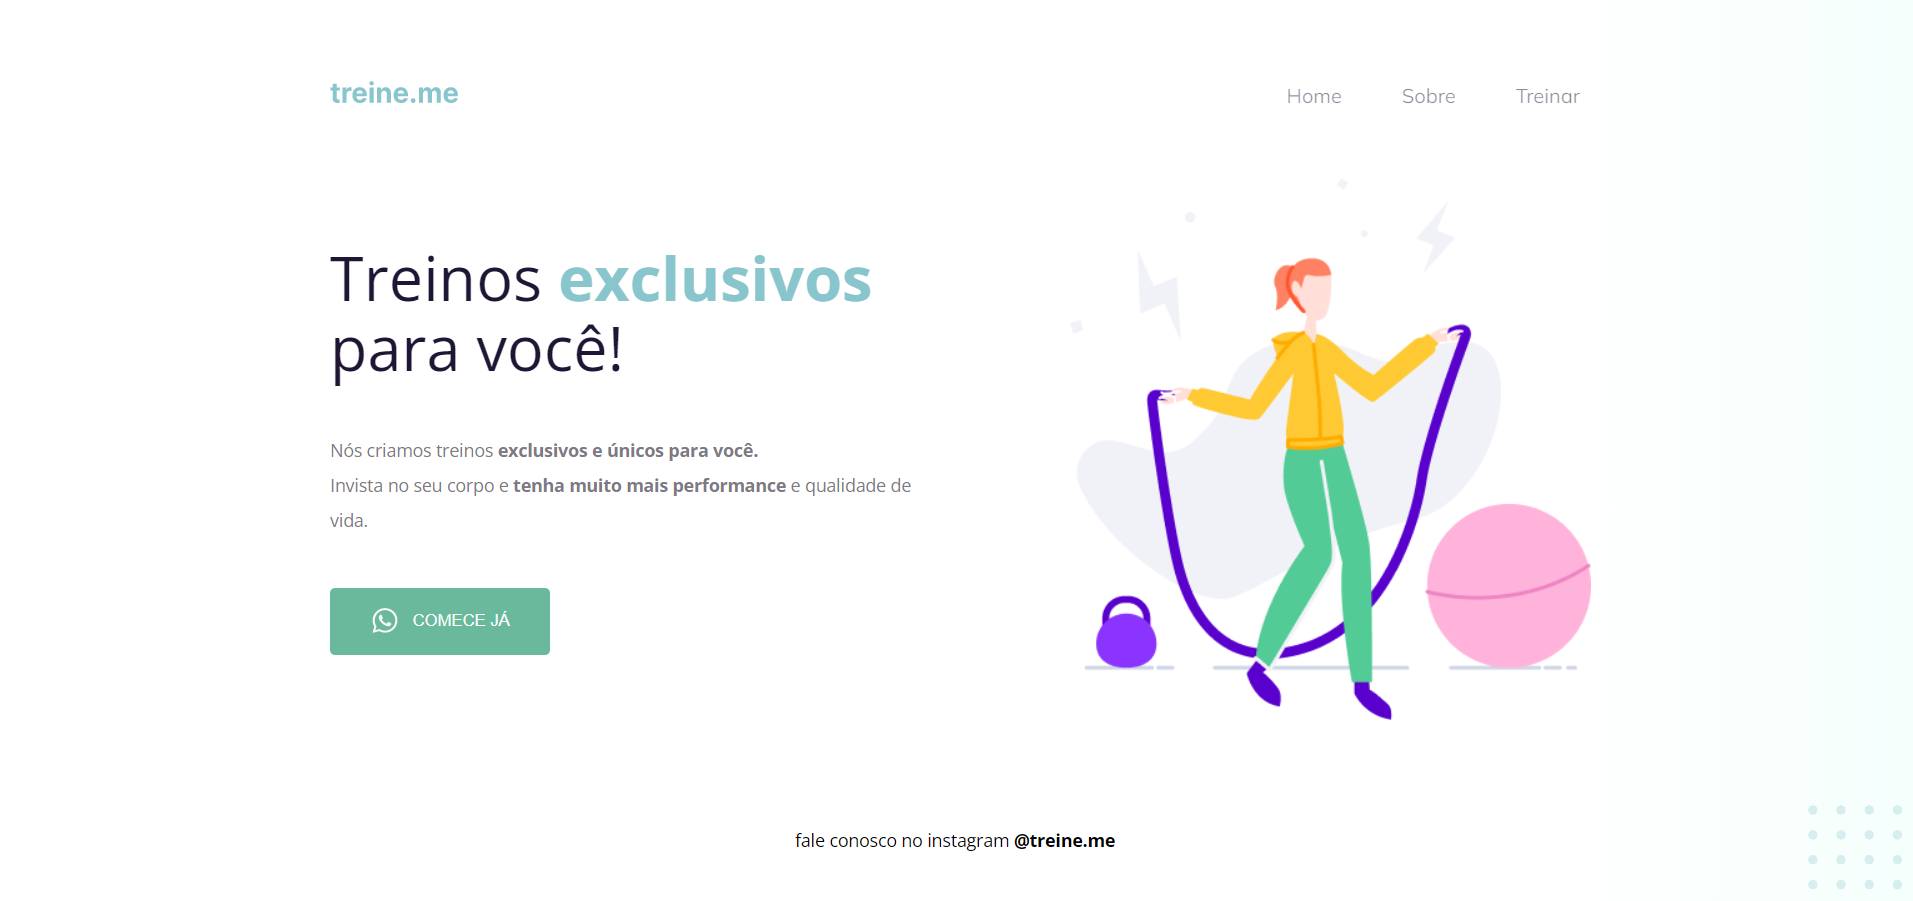 treine.me
Home
Sobre
Treinar
Treinos exclusivos
para você!
Nós criamos treinos exclusivos e únicos para você.
Invista no seu corpo e tenha muito mais performance e qualidade de
vida.
COMECE JÁ
fale conosco no instagram @treine.me